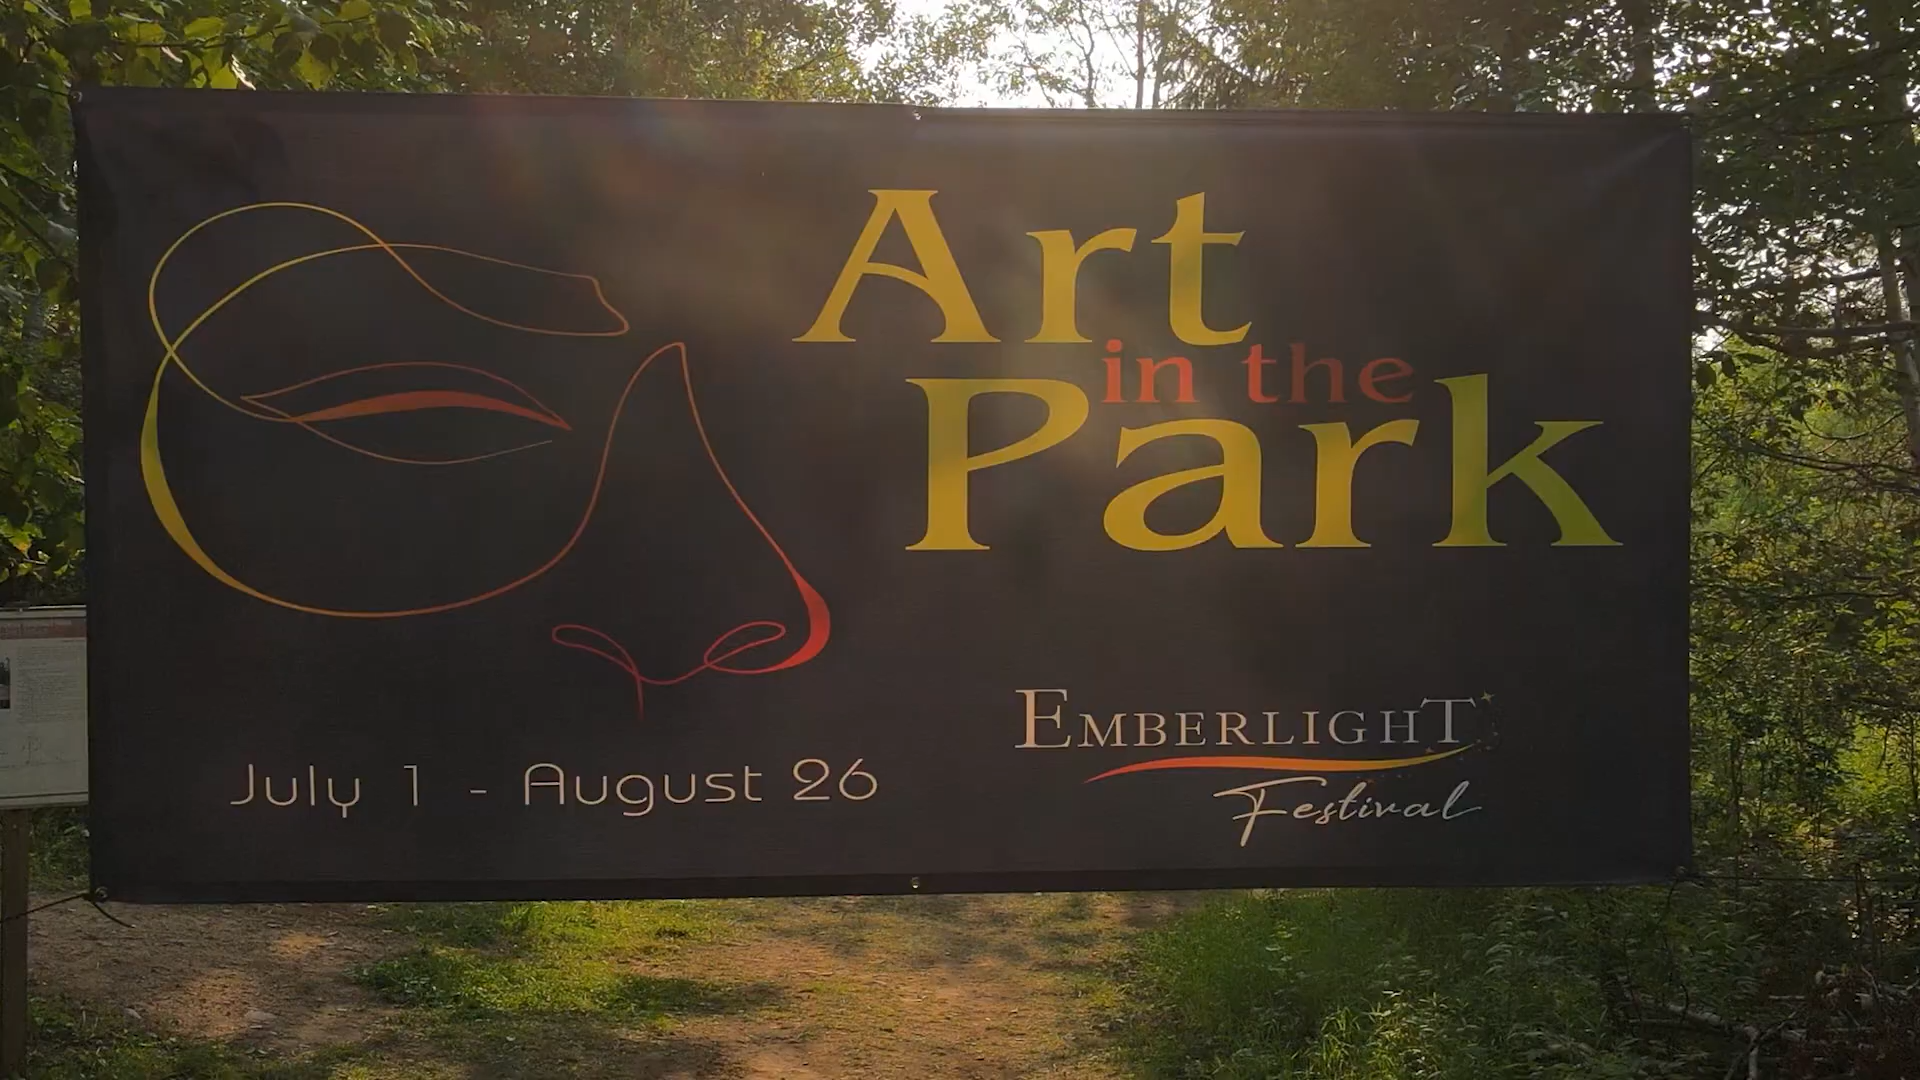 Art
in the
Park
EMBERLIGHT
Festival
July 1 - August 26